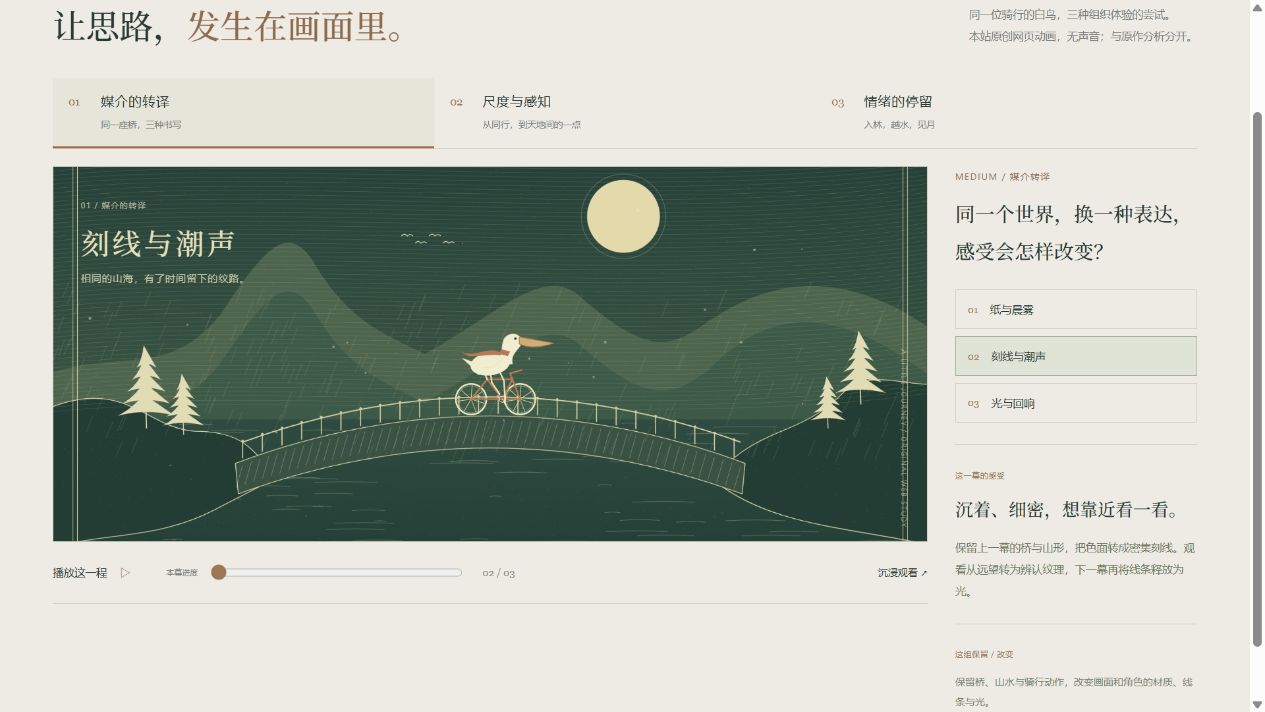 让思路，发生在画面里。
同一位骑行的白鸟，三种组织体验的尝试。
本站原创网页动画，无声音；与原作分析分开。
01 媒介的转译
同一座桥，三种书写
02 尺度与感知
从同行，到天地间的一点
03 情绪的停留
入林，越水，见月
01 / 媒介的转译
刻线与潮声
相同的山海，有了时间留下的纹路。
播放这一程
本幕进度
02 / 03
沉浸观看 ↗
MEDIUM / 媒介转译
同一个世界，换一种表达，
感受会怎样改变？
01 纸与晨雾
02 刻线与潮声
03 光与回响
这一幕的感受
沉着、细密，想靠近看一看。
保留上一幕的桥与山形，把色面转成密集刻线。观
看从远望转为辨认纹理，下一幕再将线条释放为
光。
这组保留 / 改变
保留桥、山水与骑行动作，改变画面和角色的材质、线
条与光。